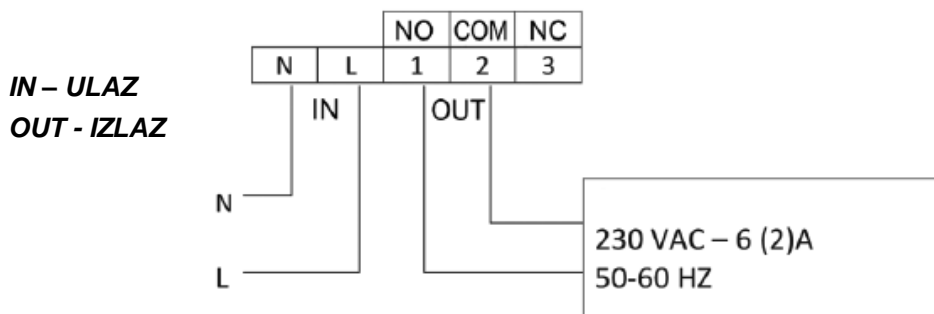 NO COM NC
N L 1 2 3
IN – ULAZ
OUT - IZLAZ
IN OUT
N
L
230 VAC – 6 (2)A
50-60 HZ